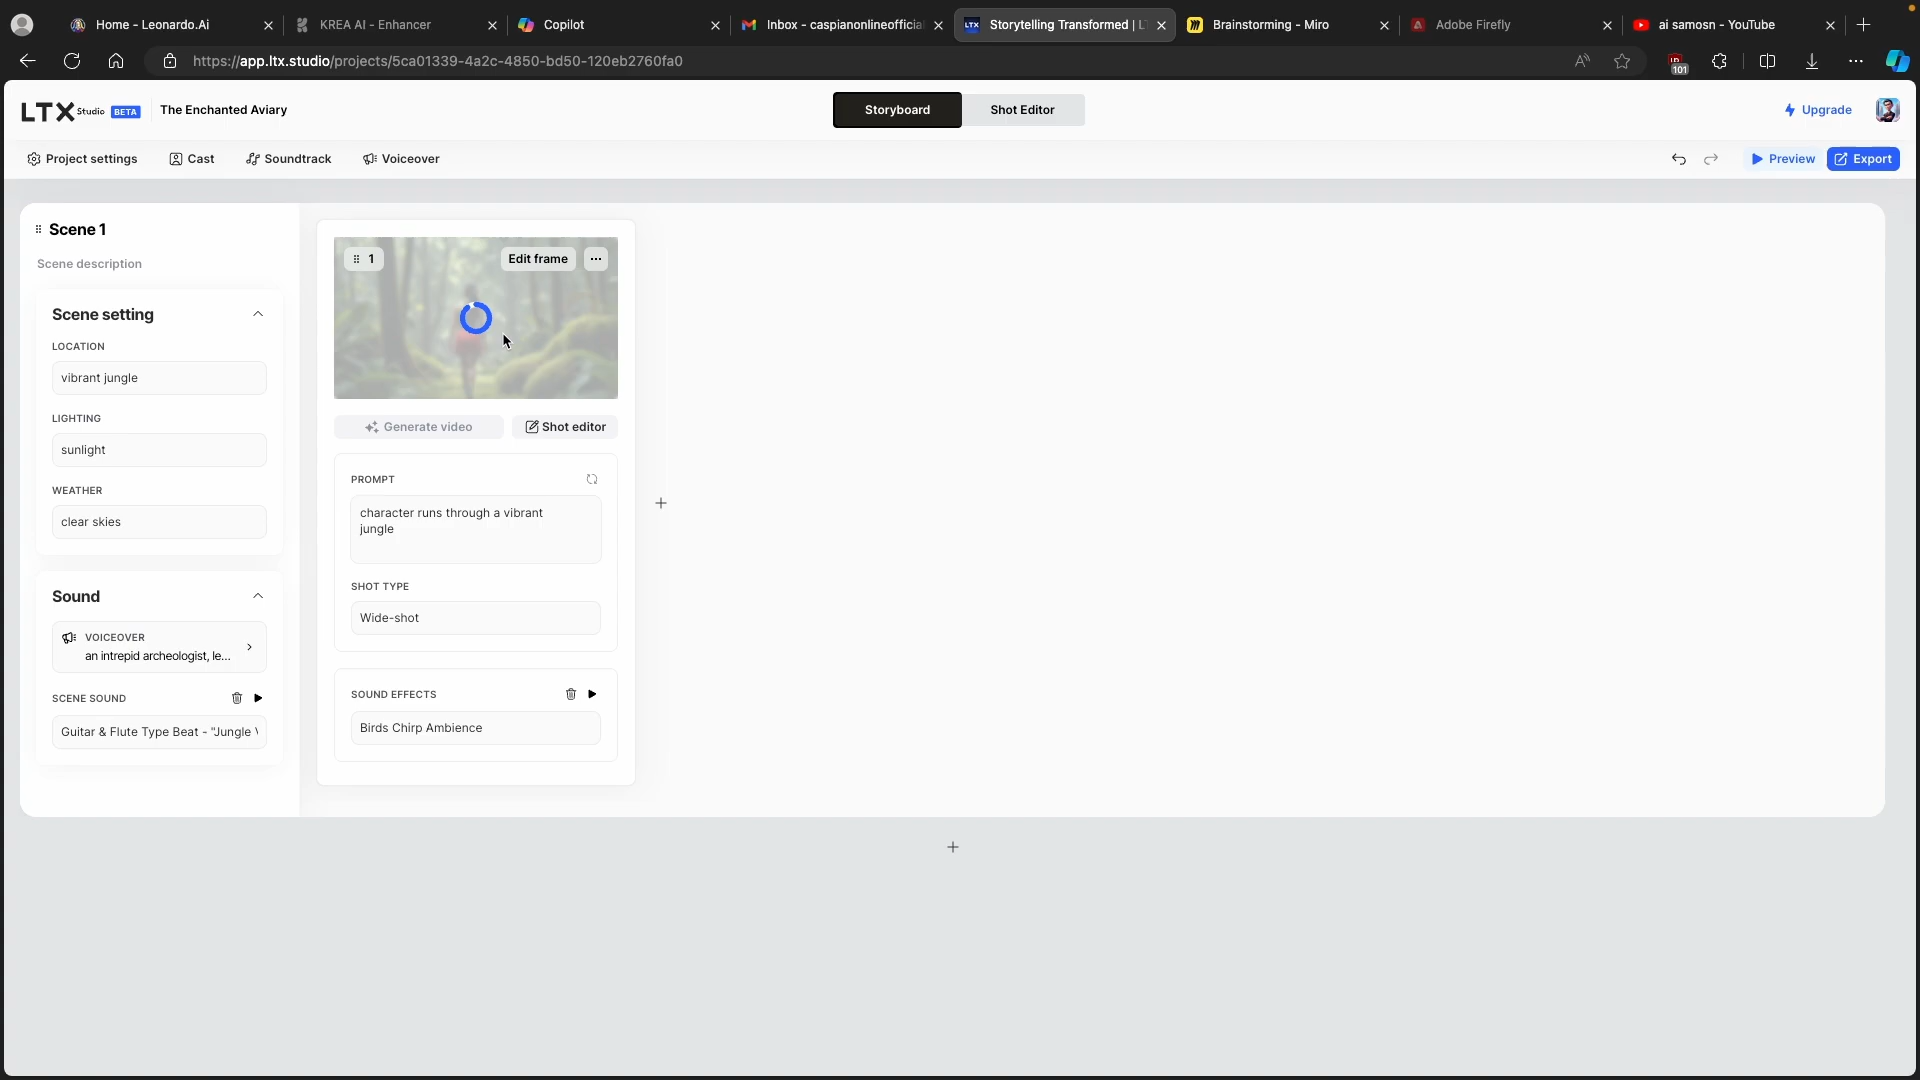 Home - Leonardo.Ai
KREA AI - Enhancer
Copilot
Inbox - caspianonlineofficia
Storytelling Transformed | L
Brainstorming - Miro
Adobe Firefly
ai samosn - YouTube
https://app.ltx.studio/projects/5ca01339-4a2c-4850-bd50-120eb2760fa0
101
LTX Studio BETA
The Enchanted Aviary
Storyboard
Shot Editor
Upgrade
Project settings
Cast
Soundtrack
Voiceover
Preview
Export
Scene 1
Scene description
Scene setting
LOCATION
vibrant jungle
LIGHTING
sunlight
WEATHER
clear skies
Sound
VOICEOVER
an intrepid archeologist, le...
SCENE SOUND
Guitar & Flute Type Beat - "Jungle
1
Edit frame
Generate video
Shot editor
PROMPT
character runs through a vibrant
jungle
SHOT TYPE
Wide-shot
SOUND EFFECTS
Birds Chirp Ambience